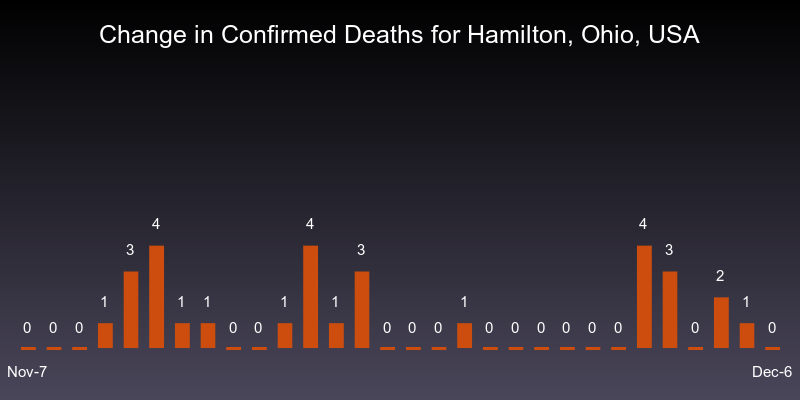 Change in Confirmed Deaths for Hamilton, Ohio, USA
0 0 0 1 3 4 1 1 0 0 1 4 1 3 0 0 0 1 0 0 0 0 0 0 4 3 0 2 1 0
Nov-7 Dec-6